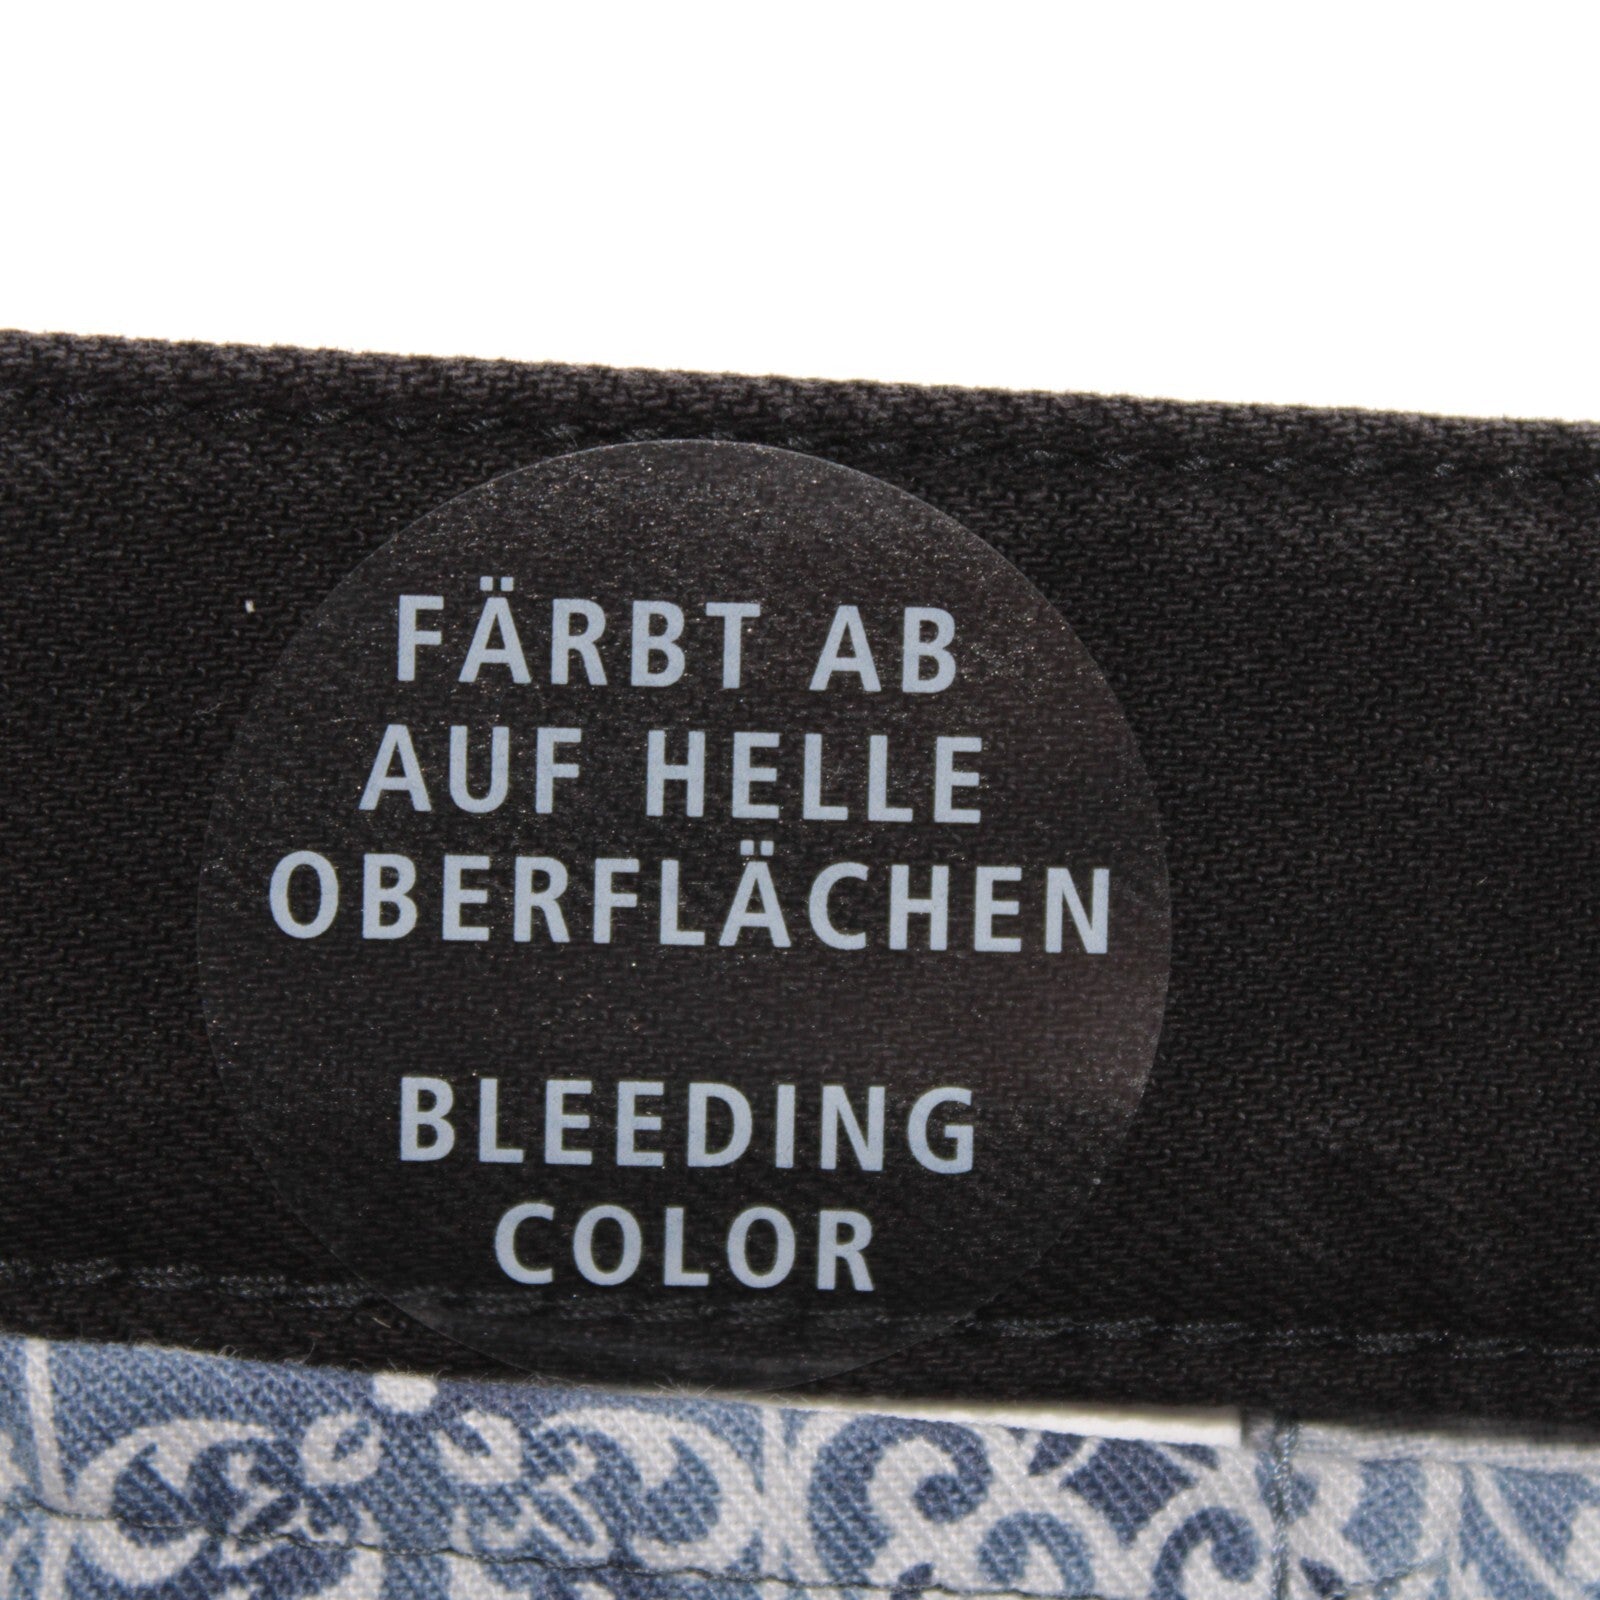 FÄRBT AB
AUF HELLE
OBERFLÄCHEN
BLEEDING
COLOR